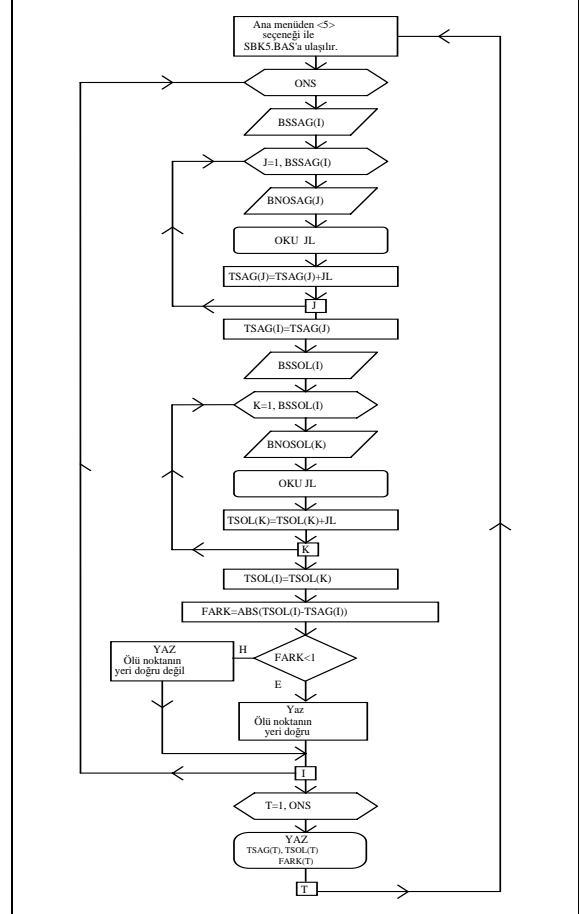 Ana menüden <5>
seçeneği ile
SBK5.BAS'a ulaşılır.
ONS
BSSAG(I)
J=1, BSSAG(I)
BNOSAG(J)
OKU JL
TSAG(J)=TSAG(J)+JL
J
TSAG(I)=TSAG(J)
BSSOL(I)
K=1, BSSOL(I)
BNOSOL(K)
OKU JL
TSOL(K)=TSOL(K)+JL
K
TSOL(I)=TSOL(K)
FARK=ABS(TSOL(I)-TSAG(I))
FARK<1
H
YAZ
Ölü noktanın
yeri doğru değil
E
Yaz
Ölü noktanın
yeri doğru
I
T=1, ONS
YAZ
TSAG(T), TSOL(T)
FARK(T)
T